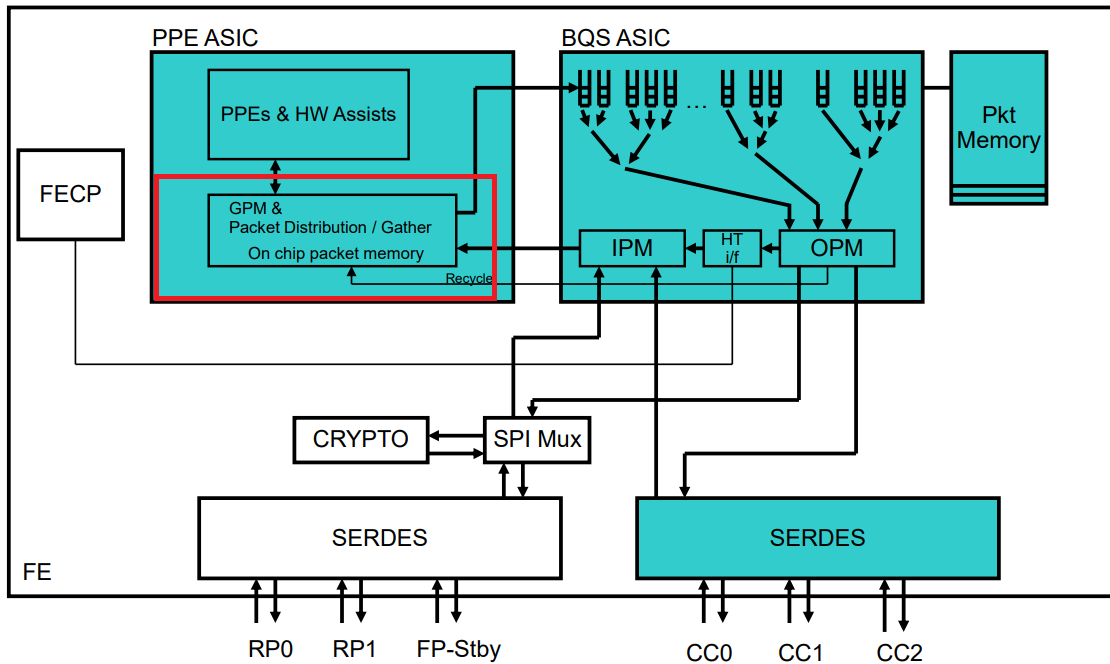 PPE ASIC
BQS ASIC
PPEs & HW Assists
...
Pkt
Memory
FECP
GPM &
Packet Distribution / Gather
On chip packet memory
IPM
HT
i/f
OPM
Recycle
CRYPTO
SPI Mux
SERDES
SERDES
FE
RP0
RP1
FP-Stby
CC0
CC1
CC2